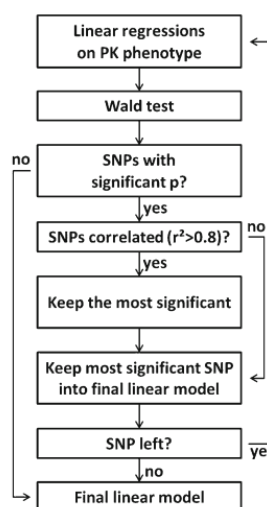 Linear regressions
on PK phenotype
Wald test
no
SNPs with
significant p?
yes
SNPs correlated (r²>0.8)?
no
yes
Keep the most significant
Keep most significant SNP
into final linear model
SNP left?
ye
no
Final linear model